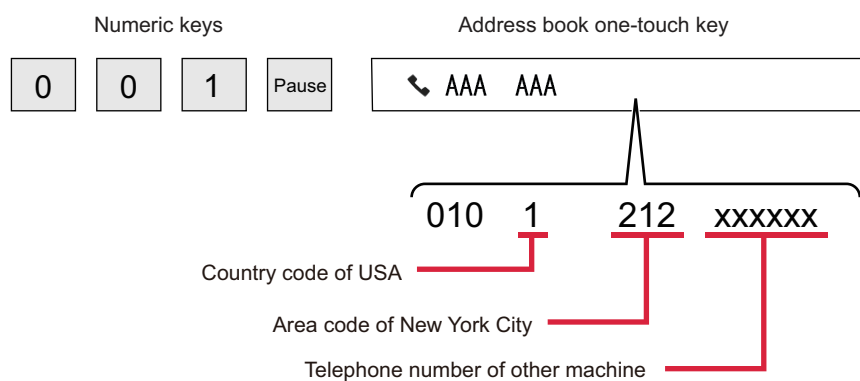 Numeric keys Address book one-touch key
0 0 1 Pause AAA AAA
010 1 212 xxxxxx
Country code of USA
Area code of New York City
Telephone number of other machine